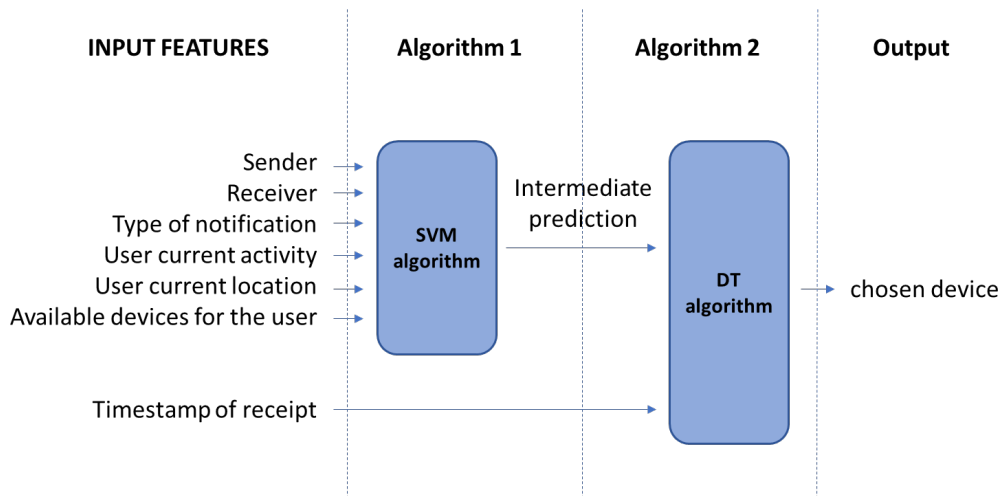 INPUT FEATURES
Algorithm 1
Algorithm 2
Output
Sender
Receiver
Type of notification
User current activity
User current location
Available devices for the user
Timestamp of receipt
SVM
algorithm
Intermediate
prediction
DT
algorithm
chosen device